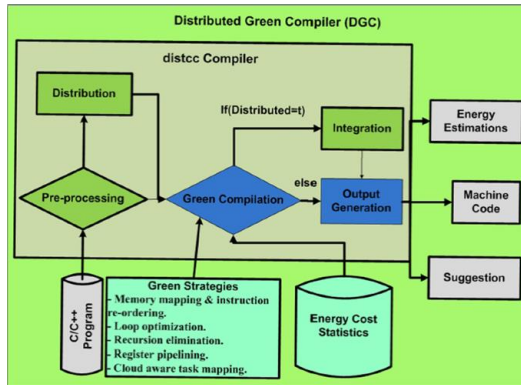 Distributed Green Compiler (DGC)
distcc Compiler
Distribution
If(Distributed=t)
Integration
Energy
Estimations
Pre-processing
Green Compilation
else
Output
Generation
Machine
Code
C/C++
Program
Green Strategies
- Memory mapping & instruction
re-ordering.
- Loop optimization.
- Recursion elimination.
- Register pipelining.
- Cloud aware task mapping.
Energy Cost
Statistics
Suggestion